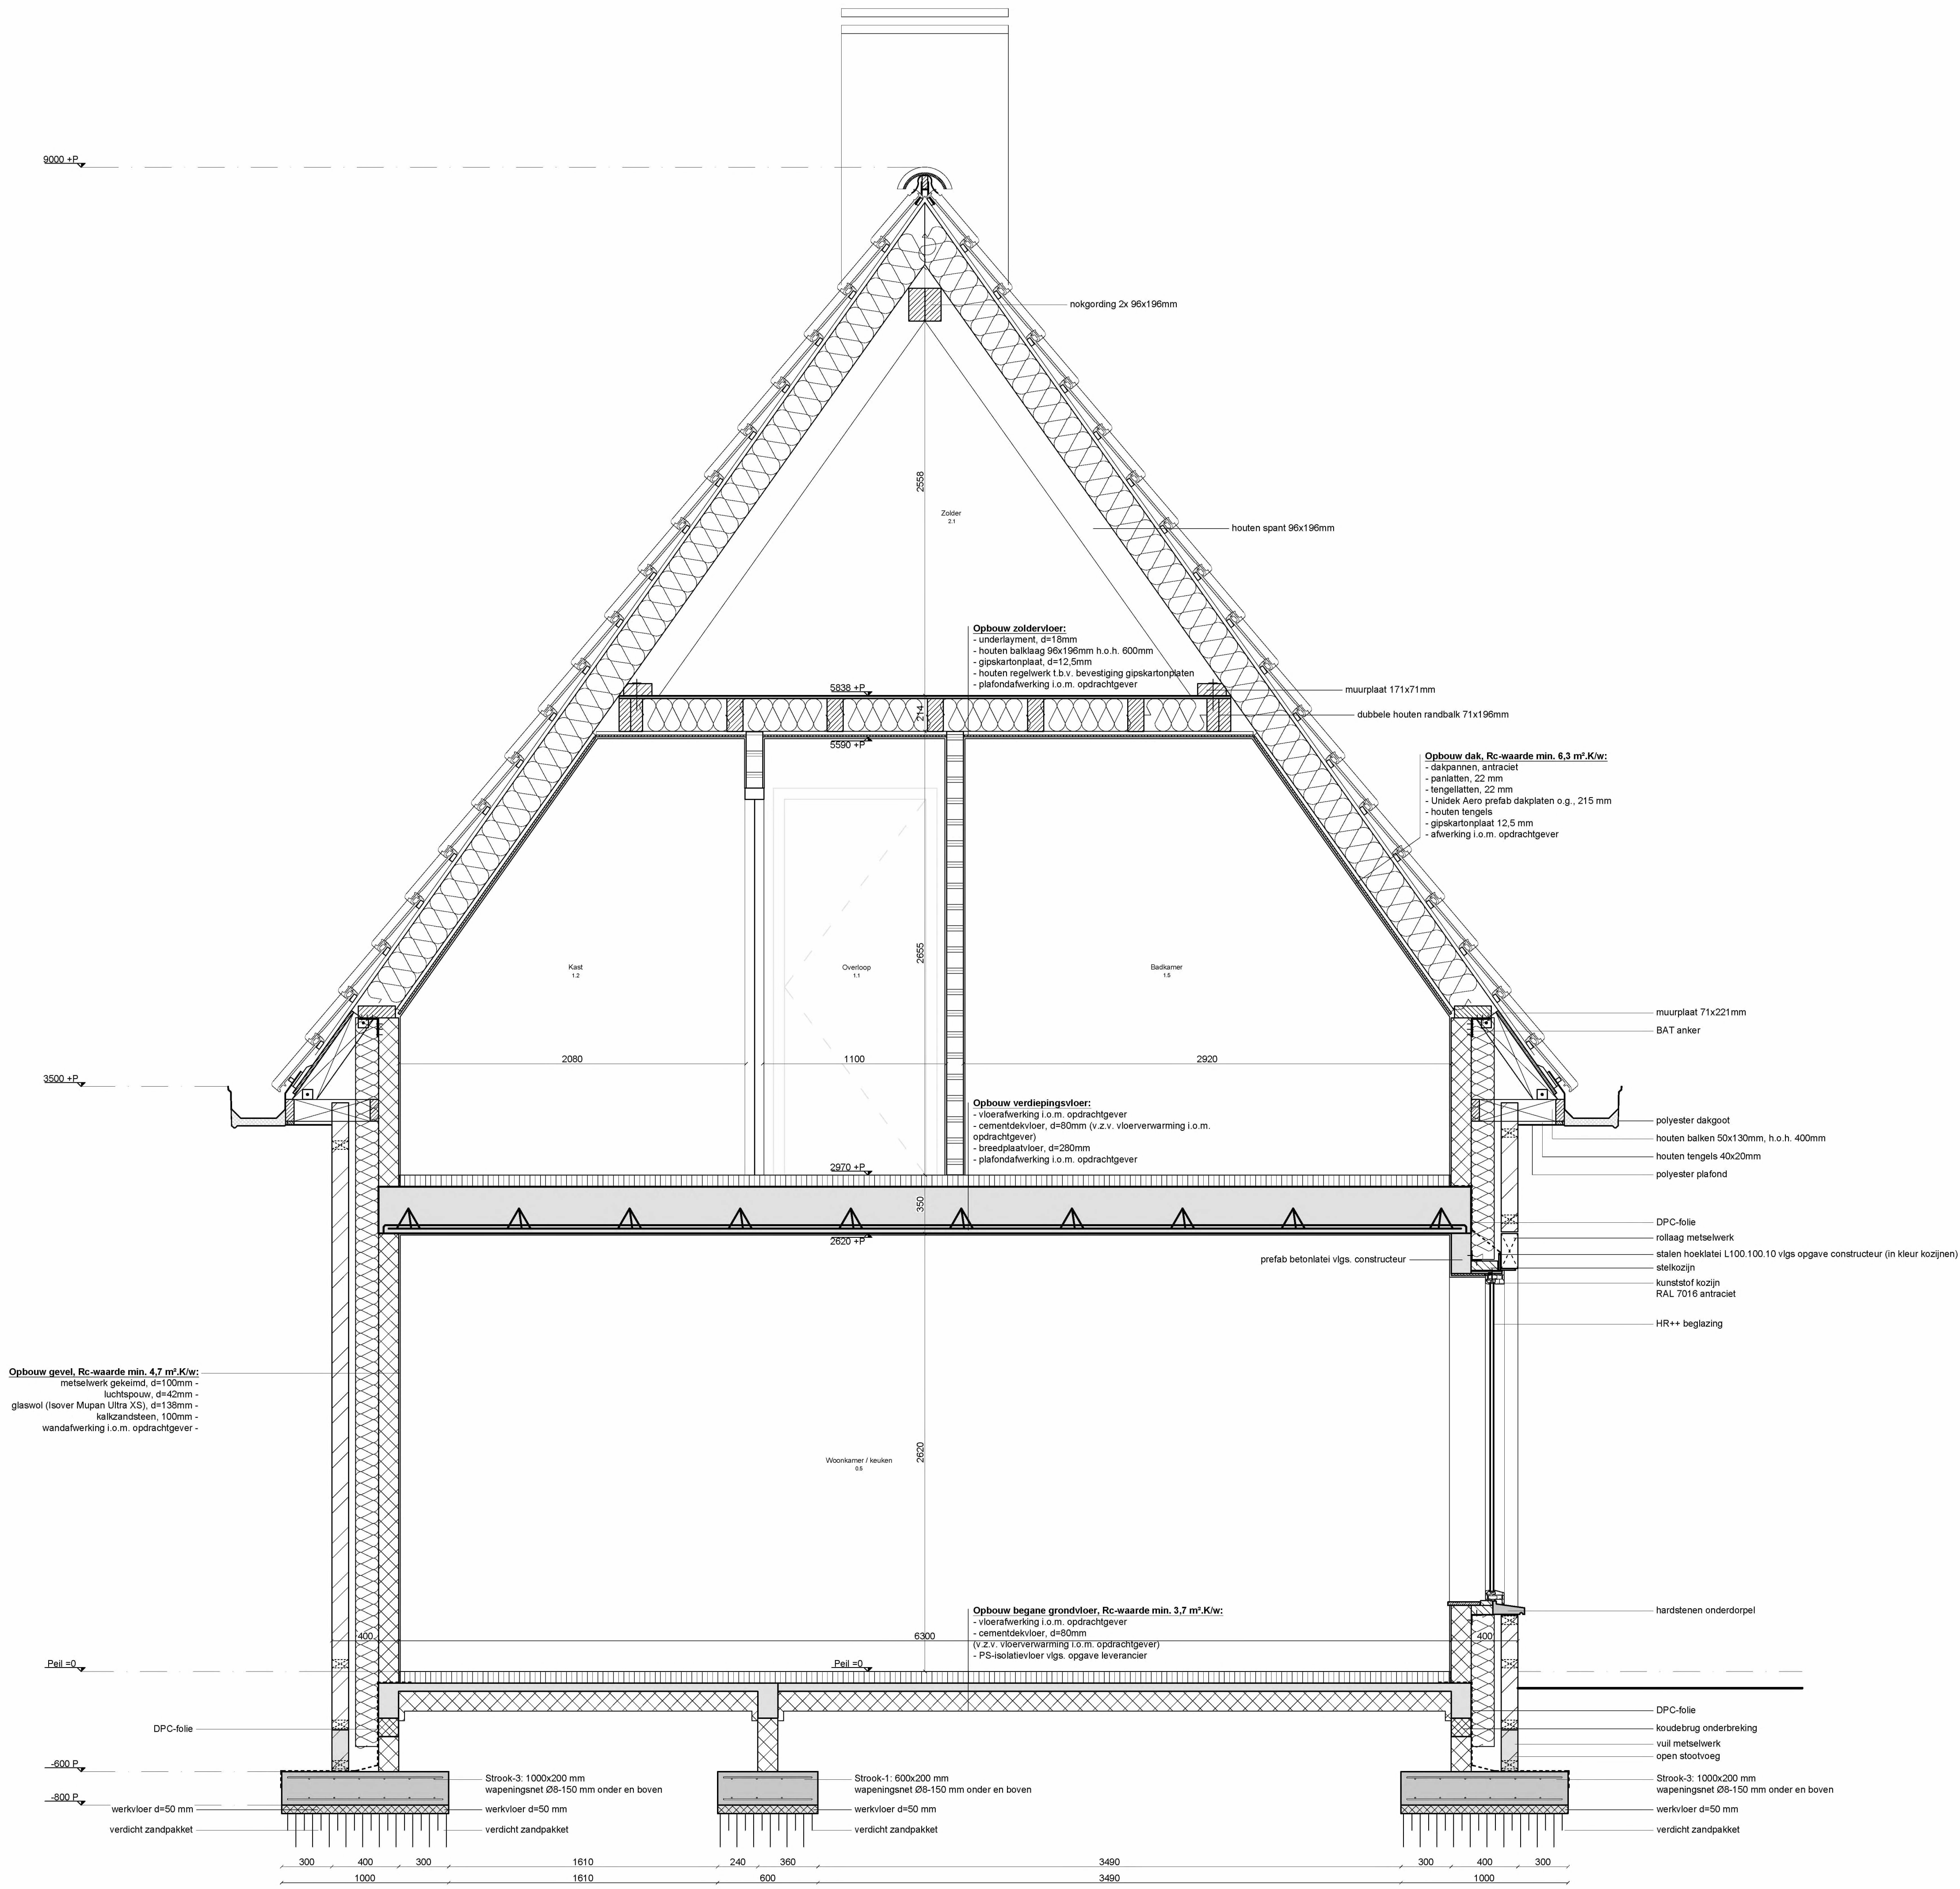 9000 +P
nokgording 2x 96x196mm
2558
Zolder
2.1
houten spant 96x196mm
Opbouw zoldervloer:
- underlayment, d=18mm
- houten balklaag 96x196mm h.o.h. 600mm
- gipskartonplaat, d=12,5mm
- houten regelwerk t.b.v. bevestiging gipskartonplaten
- plafondafwerking i.o.m. opdrachtgever
5838 +P
muurplaat 171x71mm
214
dubbele houten randbalk 71x196mm
5590 +P
Opbouw dak, Rc-waarde min. 6,3 m².K/w:
- dakpannen, antraciet
- panlatten, 22 mm
- tengellatten, 22 mm
- Unidek Aero prefab dakplaten o.g., 215 mm
- houten tengels
- gipskartonplaat 12,5 mm
- afwerking i.o.m. opdrachtgever
2655
Kast
1.2
Overloop
1.1
Badkamer
1.5
muurplaat 71x221mm
BAT anker
2080
1100
2920
3500 +P
Opbouw verdiepingsvloer:
- vloerafwerking i.o.m. opdrachtgever
- cementdekvloer, d=80mm (v.z.v. vloerverwarming i.o.m.
opdrachtgever)
- breedplaatvloer, d=280mm
- plafondafwerking i.o.m. opdrachtgever
polyester dakgoot
houten balken 50x130mm, h.o.h. 400mm
houten tengels 40x20mm
polyester plafond
2970 +P
350
2620 +P
DPC-folie
rollaag metselwerk
stalen hoeklatei L100.100.10 vlgs opgave constructeur (in kleur kozijnen)
prefab betonlatei vlgs. constructeur
stelkozijn
kunststof kozijn
RAL 7016 antraciet
HR++ beglazing
Opbouw gevel, Rc-waarde min. 4,7 m².K/w:
metselwerk gekeimd, d=100mm -
luchtspouw, d=42mm -
glaswol (Isover Mupan Ultra XS), d=138mm -
kalkzandsteen, 100mm -
wandafwerking i.o.m. opdrachtgever -
2620
Woonkamer / keuken
0.5
Opbouw begane grondvloer, Rc-waarde min. 3,7 m².K/w:
- vloerafwerking i.o.m. opdrachtgever
- cementdekvloer, d=80mm
(v.z.v. vloerverwarming i.o.m. opdrachtgever)
- PS-isolatievloer vlgs. opgave leverancier
hardstenen onderdorpel
400
6300
400
Peil =0
Peil =0
DPC-folie
DPC-folie
koudebrug onderbreking
vuil metselwerk
open stootvoeg
-600 P
Strook-3: 1000x200 mm
wapeningsnet Ø8-150 mm onder en boven
Strook-1: 600x200 mm
wapeningsnet Ø8-150 mm onder en boven
Strook-3: 1000x200 mm
wapeningsnet Ø8-150 mm onder en boven
-800 P
werkvloer d=50 mm
werkvloer d=50 mm
werkvloer d=50 mm
werkvloer d=50 mm
verdicht zandpakket
verdicht zandpakket
verdicht zandpakket
verdicht zandpakket
300 400 300 1610 240 360 3490 300 400 300
1000 1610 600 3490 1000